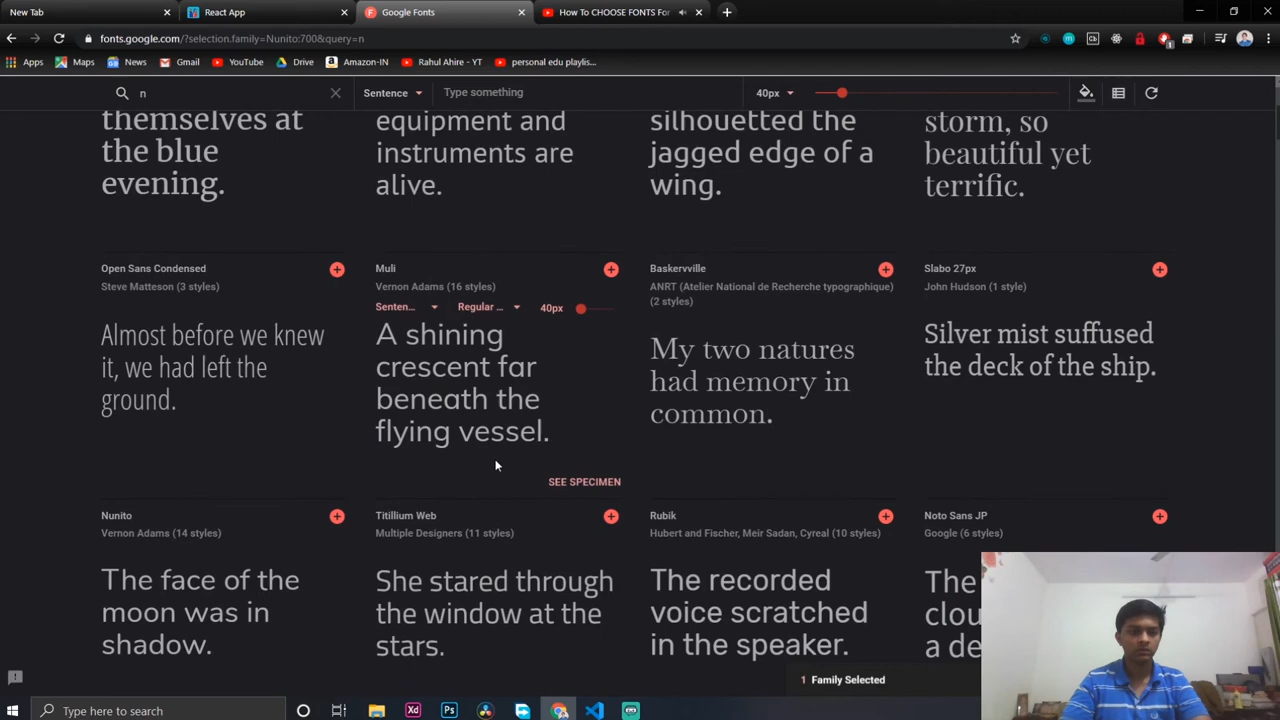 New Tab
React App
Google Fonts
How To CHOOSE FONTS For
fonts.google.com/?selection.family=Nunito:700&query=n
Apps
Maps
News
Gmail
YouTube
Drive
Amazon-IN
Rahul Ahire - YT
personal edu playlis...
n
Sentence
Type something
40px
themselves at
the blue
evening.
equipment and
instruments are
alive.
silhouetted the
jagged edge of a
wing.
storm, so
beautiful yet
terrific.
Open Sans Condensed
Steve Matteson (3 styles)
Almost before we knew
it, we had left the
ground.
Muli
Vernon Adams (16 styles)
Senten...
Regular ...
40px
A shining
crescent far
beneath the
flying vessel.
SEE SPECIMEN
Baskervville
ANRT (Atelier National de Recherche typographique)
(2 styles)
My two natures
had memory in
common.
Slabo 27px
John Hudson (1 style)
Silver mist suffused
the deck of the ship.
Nunito
Vernon Adams (14 styles)
The face of the
moon was in
shadow.
Titillium Web
Multiple Designers (11 styles)
She stared through
the window at the
stars.
Rubik
Hubert and Fischer, Meir Sadan, Cyreal (10 styles)
The recorded
voice scratched
in the speaker.
Noto Sans JP
Google (6 styles)
The
clou
a de
1 Family Selected
Type here to search
Xd
Ps